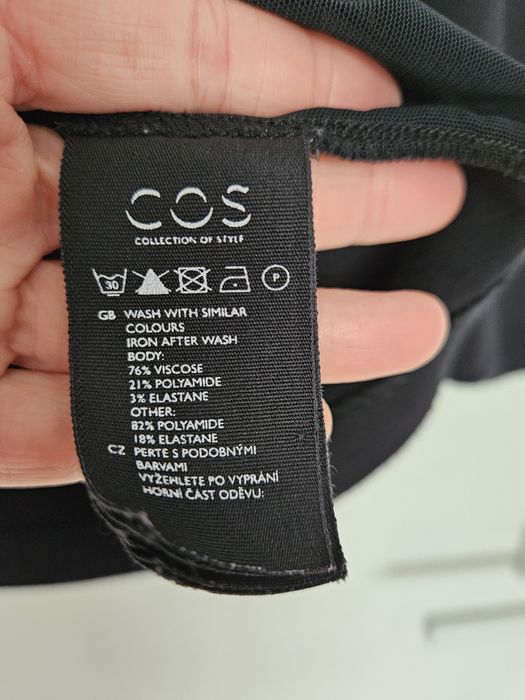 COS
COLLECTION OF STYLE
30 P
GB WASH WITH SIMILAR
COLOURS
IRON AFTER WASH
BODY:
76% VISCOSE
21% POLYAMIDE
3% ELASTANE
OTHER:
82% POLYAMIDE
18% ELASTANE
CZ PERTE S PODOBNÝMI
BARVAMI
VYŽEHLETE PO VYPRÁNÍ
HORNÍ ČÁST ODĚVU: